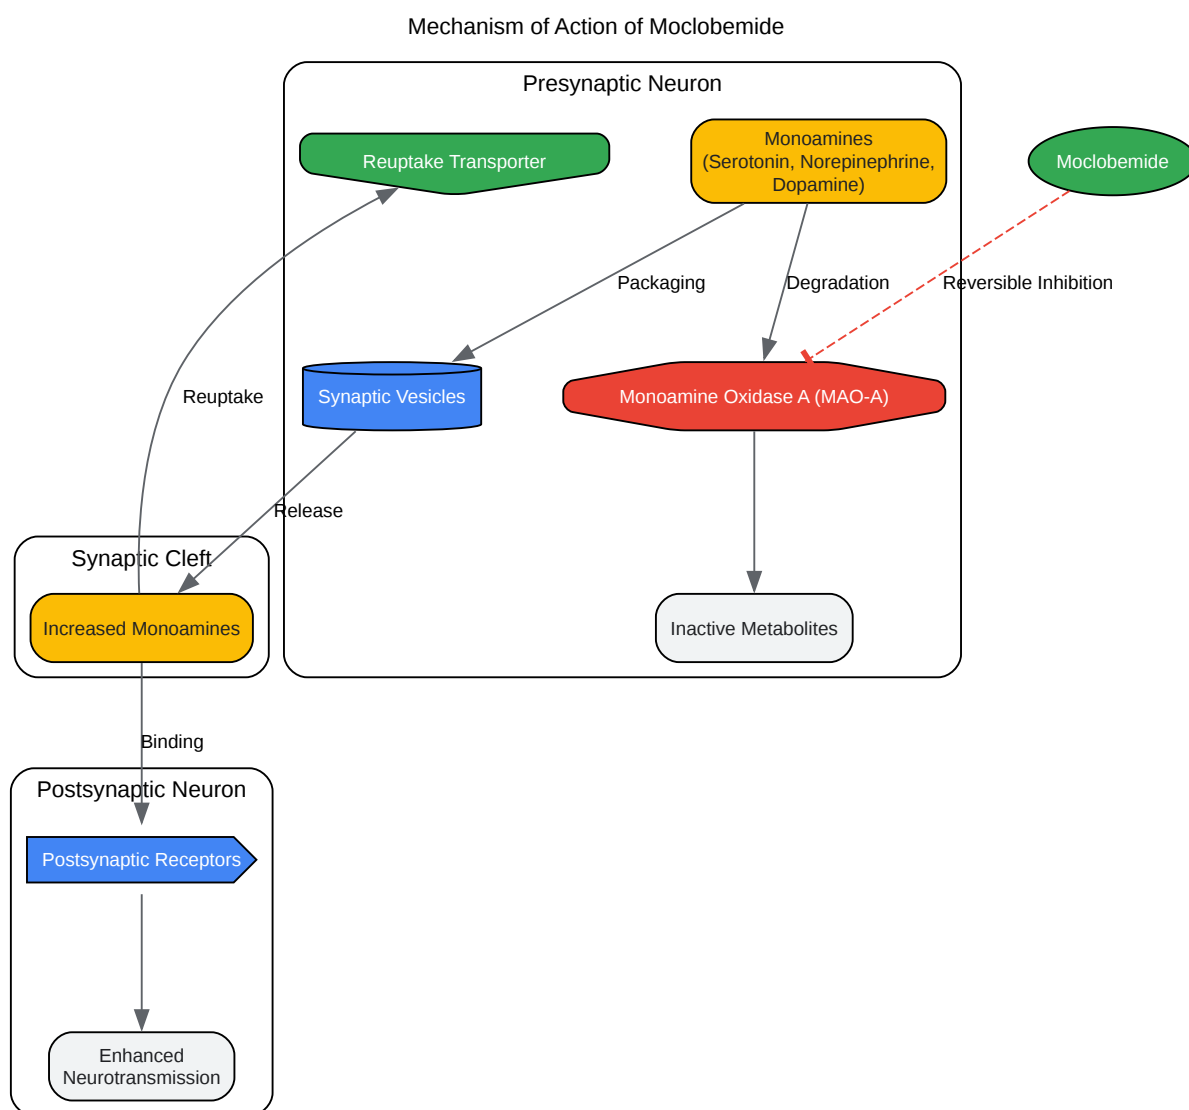 Mechanism of Action of Moclobemide
Presynaptic Neuron
Reuptake Transporter
Monoamines
(Serotonin, Norepinephrine,
Dopamine)
Moclobemide
Packaging
Degradation
Reversible Inhibition
Reuptake
Synaptic Vesicles
Monoamine Oxidase A (MAO-A)
Release
Synaptic Cleft
Increased Monoamines
Inactive Metabolites
Binding
Postsynaptic Neuron
Postsynaptic Receptors
Enhanced
Neurotransmission